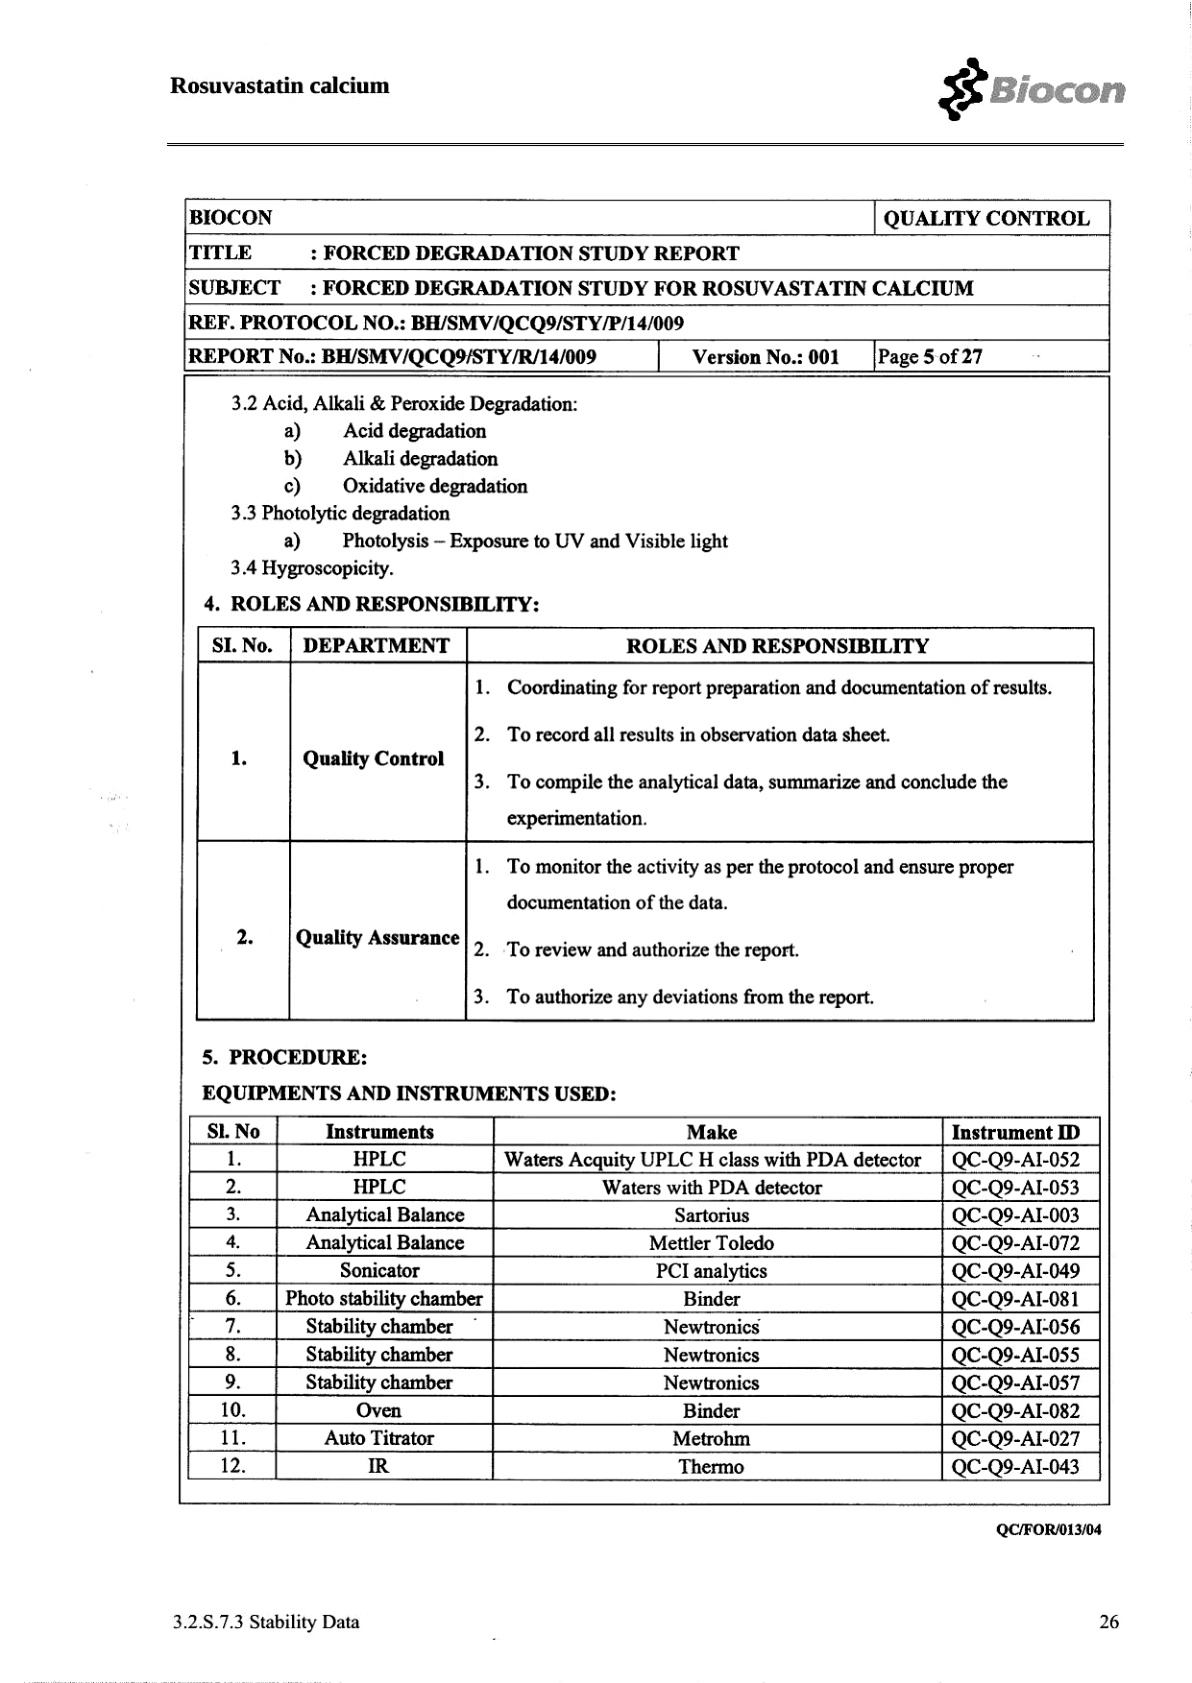 Rosuvastatin calcium
Biocon
BIOCON QUALITY CONTROL
TITLE : FORCED DEGRADATION STUDY REPORT
SUBJECT : FORCED DEGRADATION STUDY FOR ROSUVASTATIN CALCIUM
REF. PROTOCOL NO.: BH/SMV/QCQ9/STY/P/14/009
REPORT No.: BH/SMV/QCQ9/STY/R/14/009 Version No.: 001 Page 5 of 27
3.2 Acid, Alkali & Peroxide Degradation:
a) Acid degradation
b) Alkali degradation
c) Oxidative degradation
3.3 Photolytic degradation
a) Photolysis – Exposure to UV and Visible light
3.4 Hygroscopicity.
4. ROLES AND RESPONSIBILITY:
SI. No. DEPARTMENT ROLES AND RESPONSIBILITY
1. Quality Control
1. Coordinating for report preparation and documentation of results.
2. To record all results in observation data sheet.
3. To compile the analytical data, summarize and conclude the
experimentation.
2. Quality Assurance
1. To monitor the activity as per the protocol and ensure proper
documentation of the data.
2. To review and authorize the report.
3. To authorize any deviations from the report.
5. PROCEDURE:
EQUIPMENTS AND INSTRUMENTS USED:
Sl. No Instruments Make Instrument ID
1. HPLC Waters Acquity UPLC H class with PDA detector QC-Q9-AI-052
2. HPLC Waters with PDA detector QC-Q9-AI-053
3. Analytical Balance Sartorius QC-Q9-AI-003
4. Analytical Balance Mettler Toledo QC-Q9-AI-072
5. Sonicator PCI analytics QC-Q9-AI-049
6. Photo stability chamber Binder QC-Q9-AI-081
7. Stability chamber Newtronics QC-Q9-AI-056
8. Stability chamber Newtronics QC-Q9-AI-055
9. Stability chamber Newtronics QC-Q9-AI-057
10. Oven Binder QC-Q9-AI-082
11. Auto Titrator Metrohm QC-Q9-AI-027
12. IR Thermo QC-Q9-AI-043
QC/FOR/013/04
3.2.S.7.3 Stability Data 26